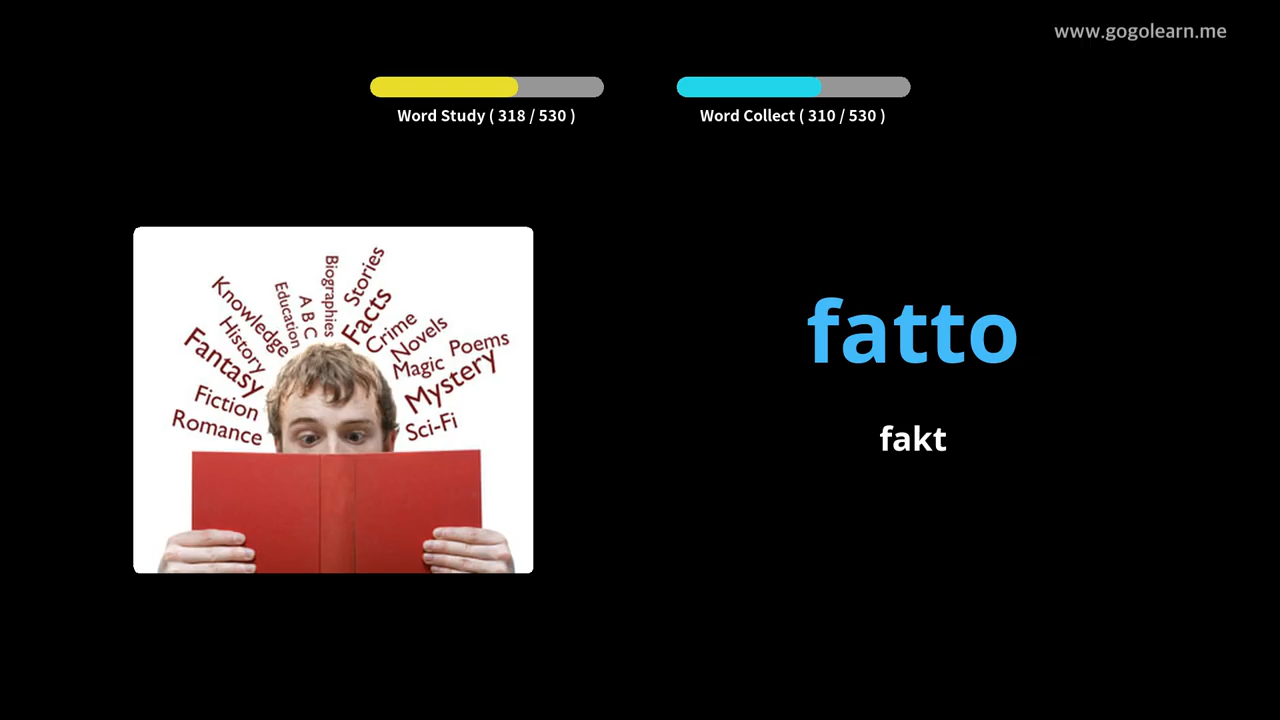 www.gogolearn.me
Word Study ( 318 / 530 )
Word Collect ( 310 / 530 )
Knowledge
Education
A B C
Biographies
Stories
Facts
Crime
Novels
Poems
Magic
Mystery
Sci-Fi
History
Fantasy
Fiction
Romance
fatto
fakt